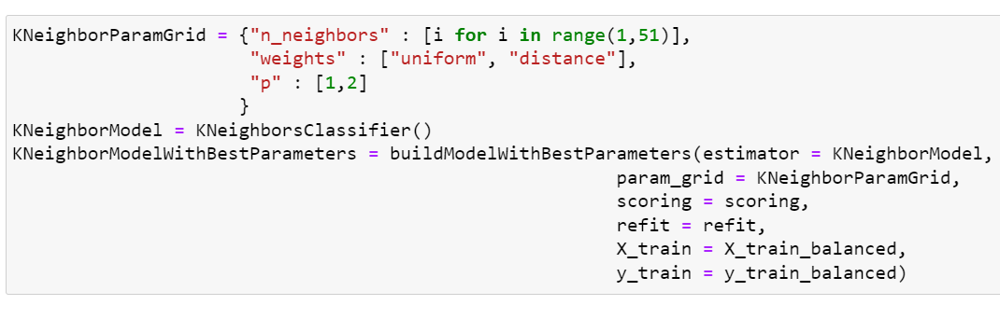 KNeighborParamGrid = {"n_neighbors" : [i for i in range(1,51)],
                     "weights" : ["uniform", "distance"],
                     "p" : [1,2]
                    }
KNeighborModel = KNeighborsClassifier()
KNeighborModelWithBestParameters = buildModelWithBestParameters(estimator = KNeighborModel,
                                                     param_grid = KNeighborParamGrid,
                                                     scoring = scoring,
                                                     refit = refit,
                                                     X_train = X_train_balanced,
                                                     y_train = y_train_balanced)